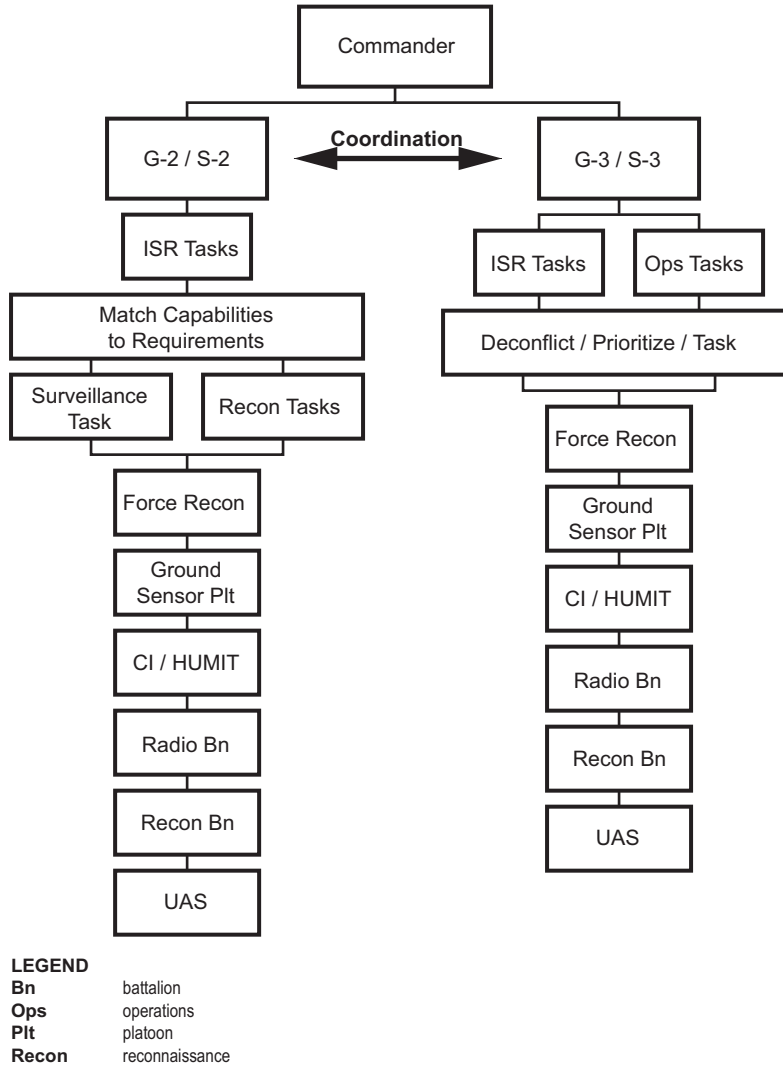 Commander
Coordination
G-2 / S-2
G-3 / S-3
ISR Tasks
Match Capabilities
to Requirements
Surveillance
Task
Recon Tasks
Force Recon
Ground
Sensor Plt
CI / HUMIT
Radio Bn
Recon Bn
UAS
ISR Tasks
Ops Tasks
Deconflict / Prioritize / Task
Force Recon
Ground
Sensor Plt
CI / HUMIT
Radio Bn
Recon Bn
UAS
LEGEND
Bn battalion
Ops operations
Plt platoon
Recon reconnaissance